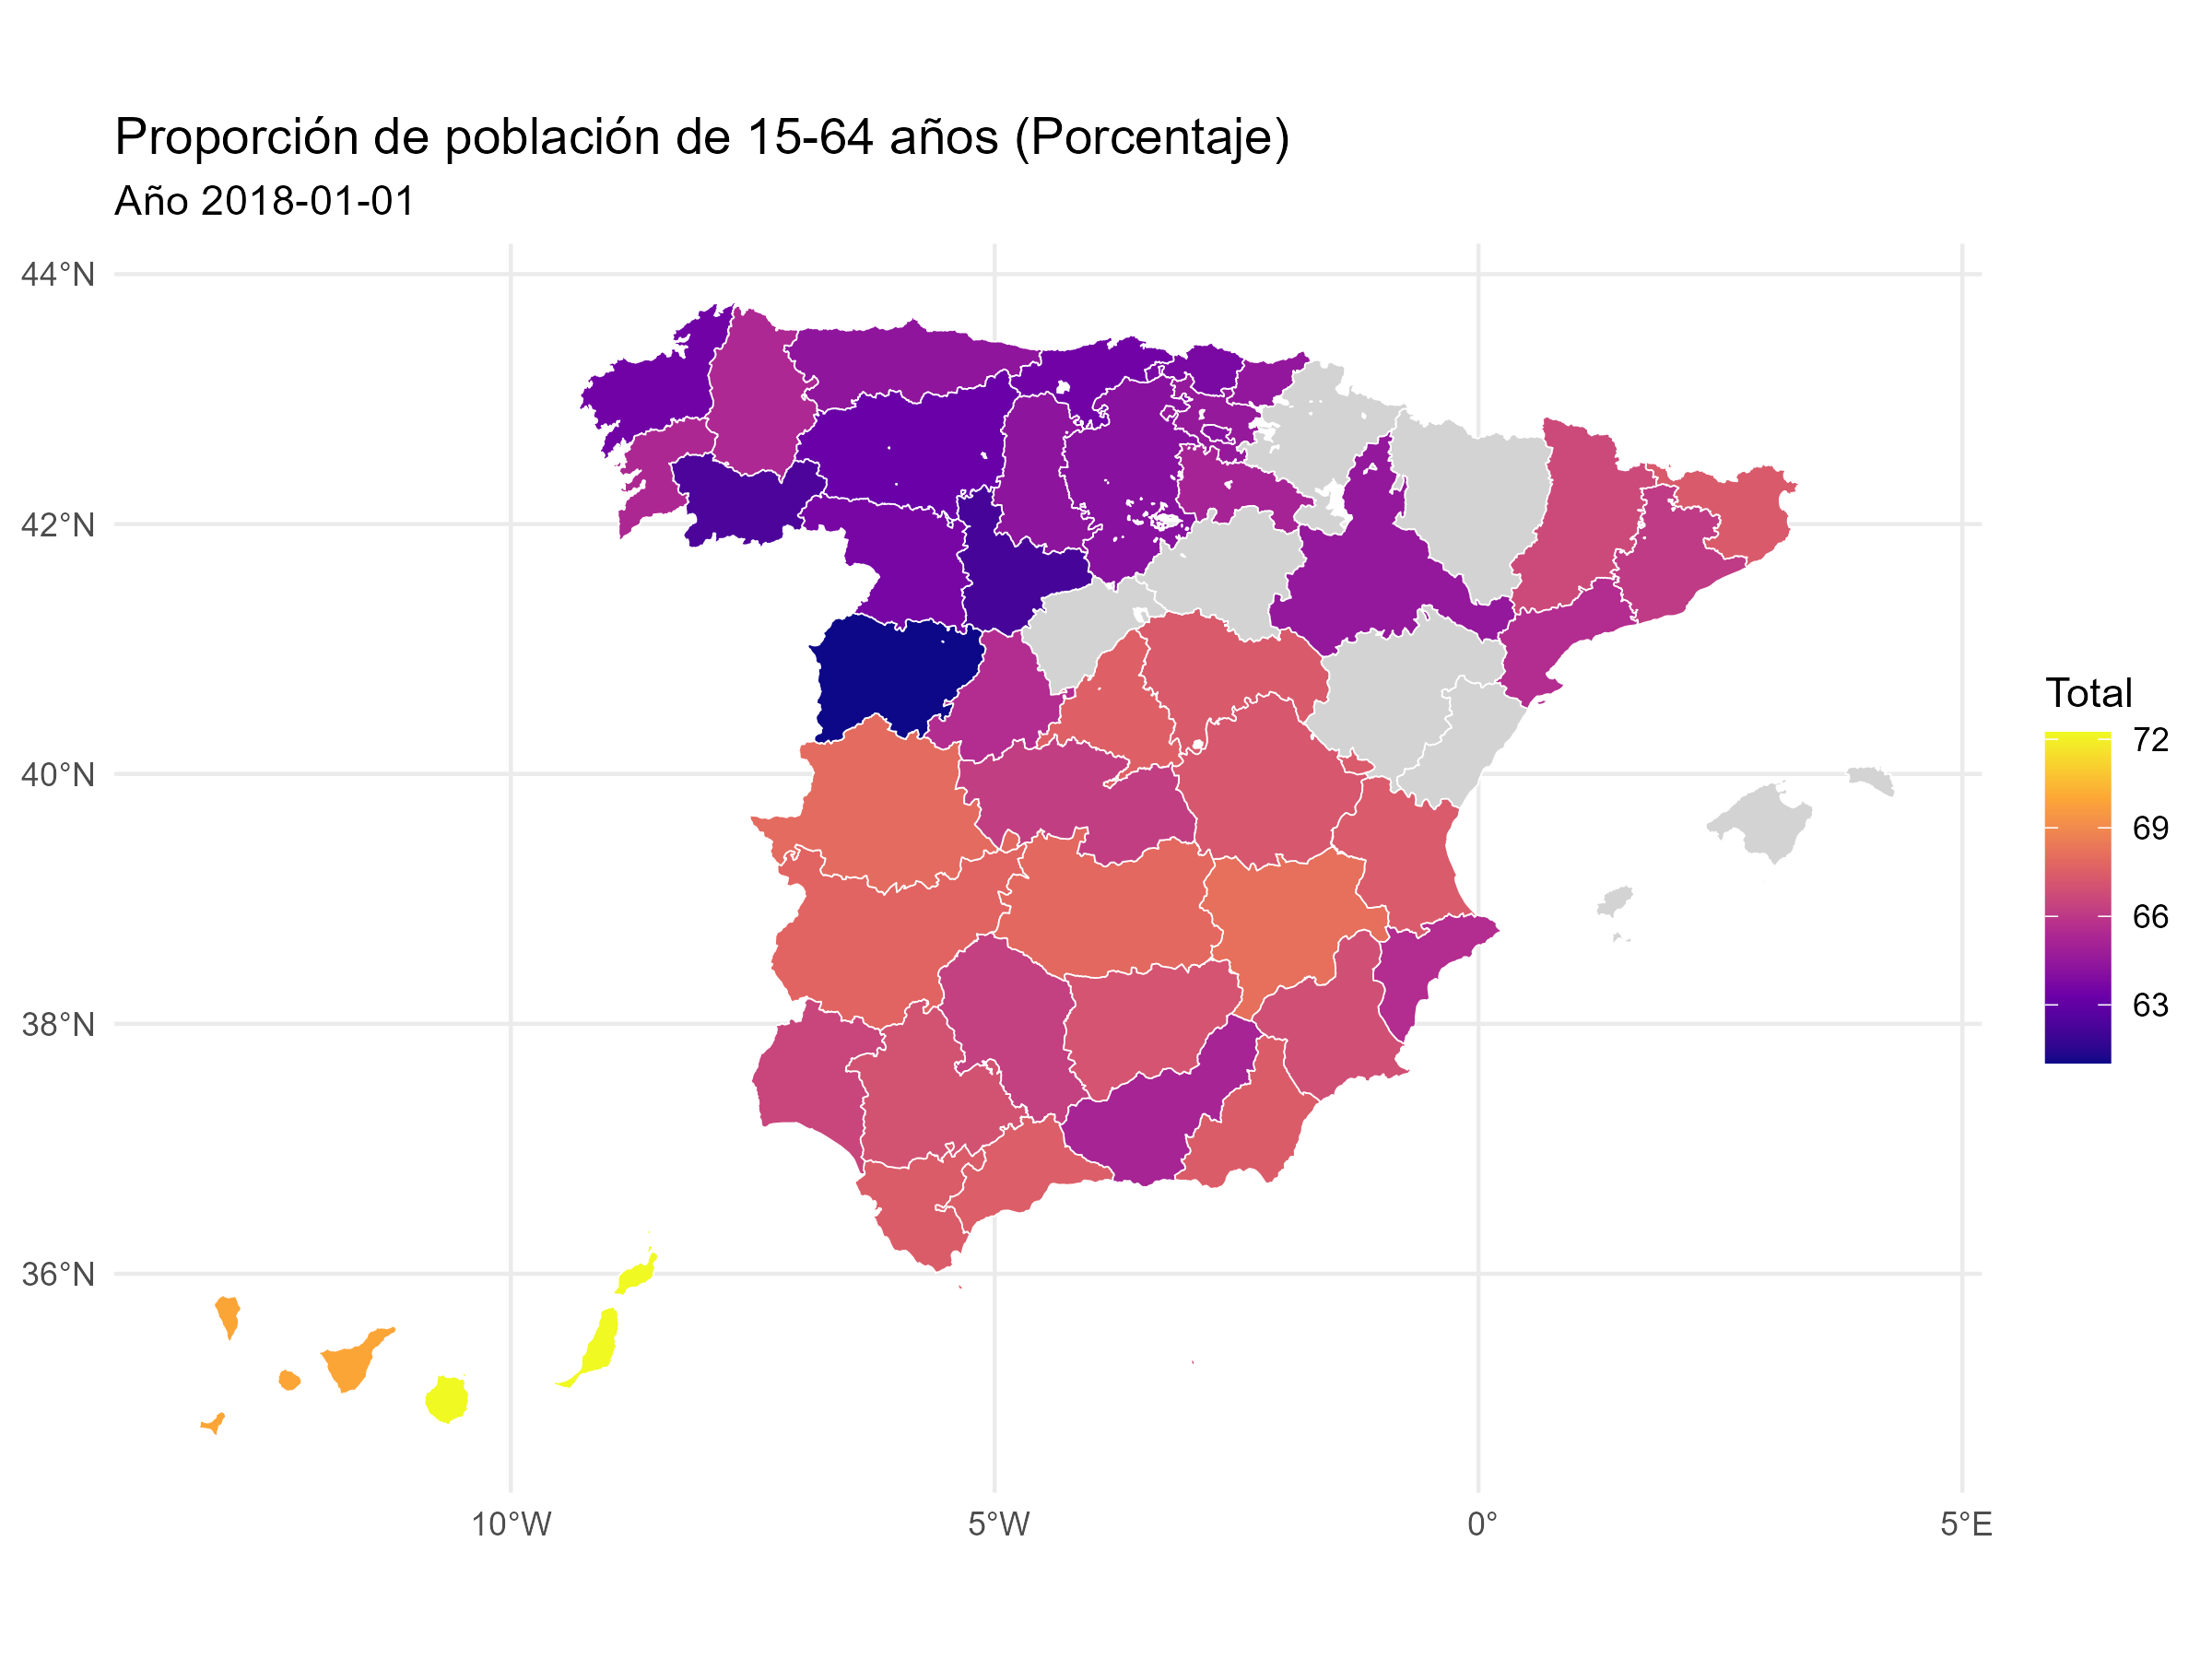 Proporción de población de 15-64 años (Porcentaje)
Año 2018-01-01
44°N
42°N
40°N
38°N
36°N
10°W
5°W
0°
5°E
Total
72
69
66
63